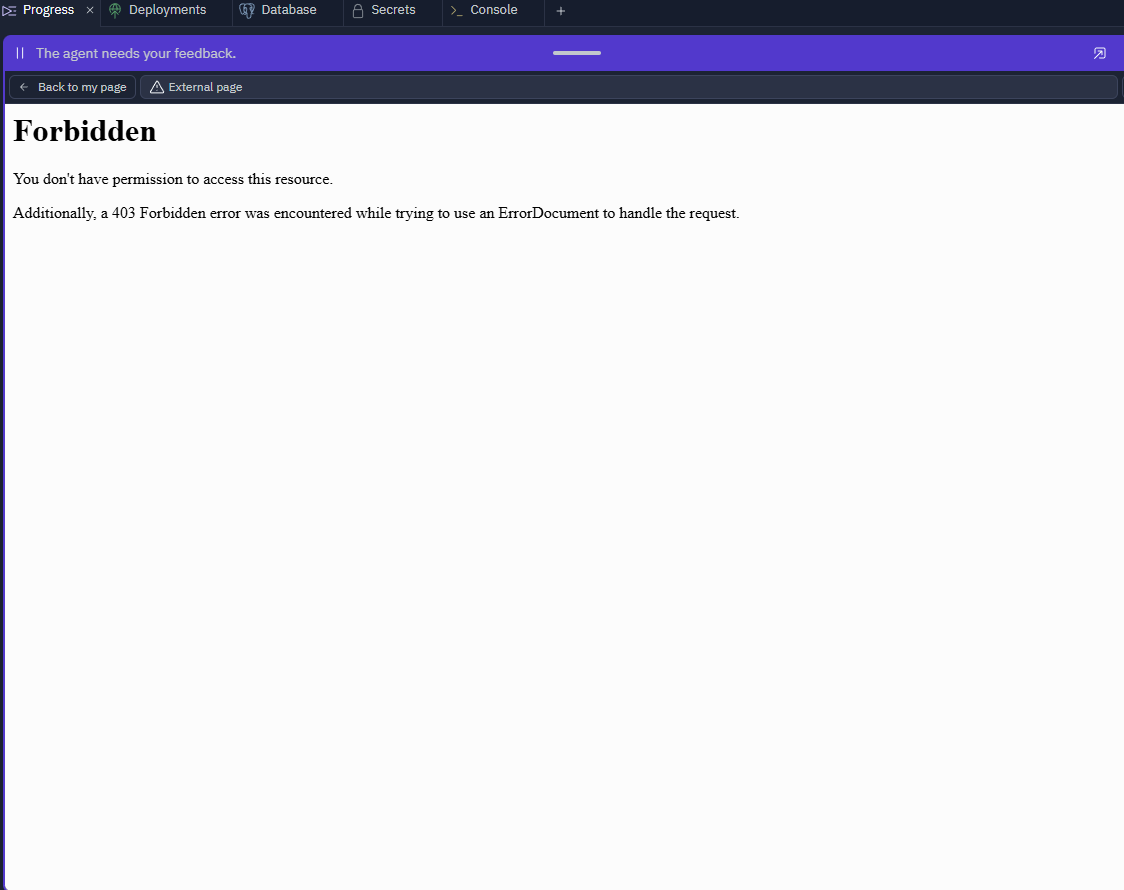 Progress × Deployments Database Secrets >_ Console +
The agent needs your feedback.
← Back to my page External page
Forbidden
You don't have permission to access this resource.
Additionally, a 403 Forbidden error was encountered while trying to use an ErrorDocument to handle the request.